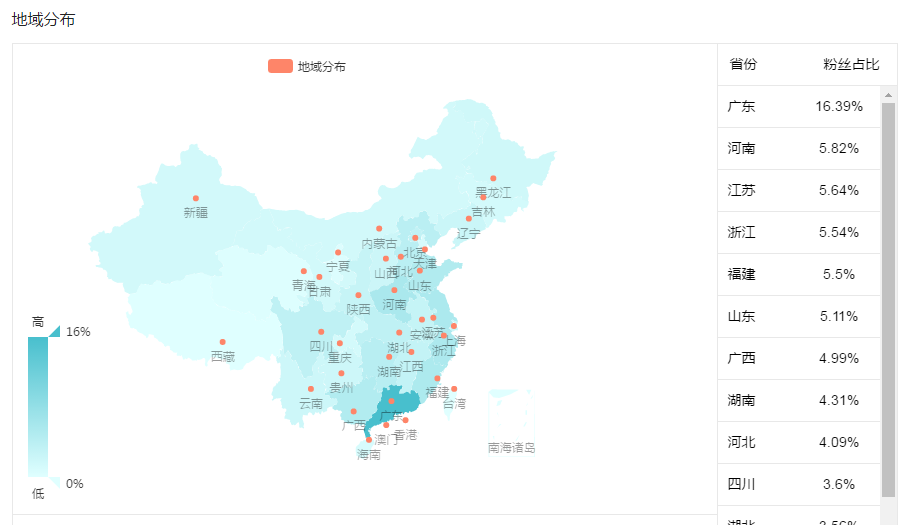 地域分布
地域分布
省份 粉丝占比
广东 16.39%
河南 5.82%
江苏 5.64%
浙江 5.54%
福建 5.5%
山东 5.11%
广西 4.99%
湖南 4.31%
河北 4.09%
四川 3.6%
湖北 3.56%
黑龙江
新疆
吉林
辽宁
内蒙古
北京
天津
宁夏
山西
河北
山东
青海
甘肃
陕西
河南
安徽
江苏
上海
浙江
四川
重庆
湖北
西藏
湖南
江西
贵州
福建
云南
台湾
广东
广西
香港
澳门
海南
南海诸岛
高
16%
0%
低